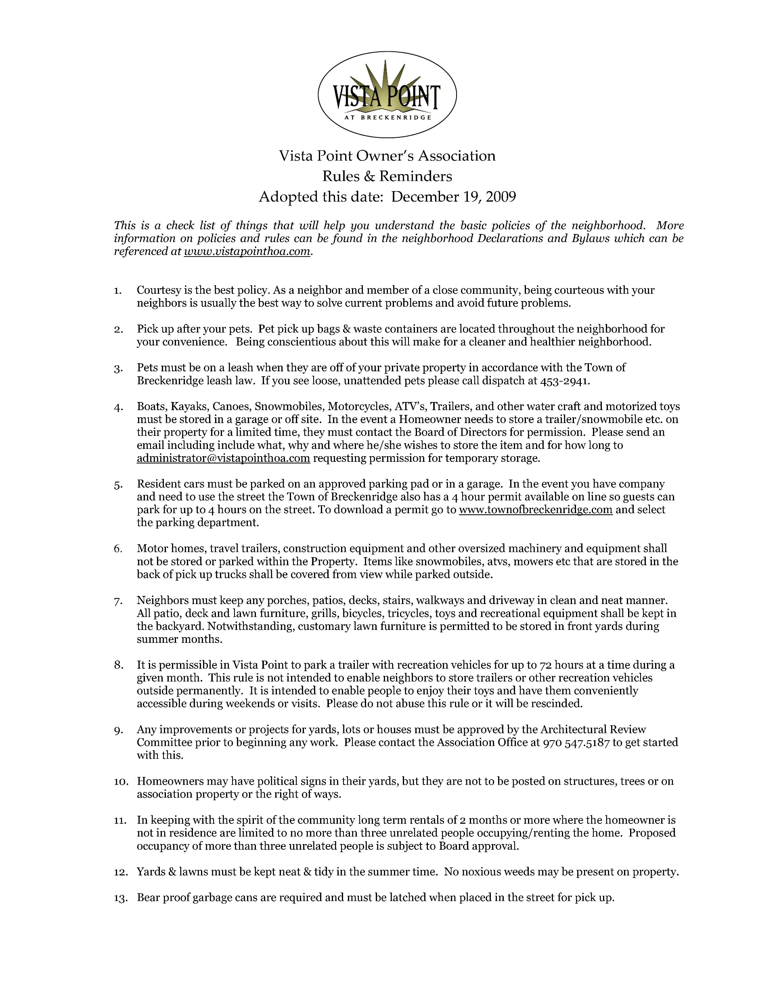 VISTA POINT
AT BRECKENRIDGE
Vista Point Owner's Association
Rules & Reminders
Adopted this date:  December 19, 2009
This is a check list of things that will help you understand the basic policies of the neighborhood.  More
information on policies and rules can be found in the neighborhood Declarations and Bylaws which can be
referenced at www.vistapointhoa.com.
1. Courtesy is the best policy. As a neighbor and member of a close community, being courteous with your
neighbors is usually the best way to solve current problems and avoid future problems.
2. Pick up after your pets.  Pet pick up bags & waste containers are located throughout the neighborhood for
your convenience.   Being conscientious about this will make for a cleaner and healthier neighborhood.
3. Pets must be on a leash when they are off of your private property in accordance with the Town of
Breckenridge leash law.  If you see loose, unattended pets please call dispatch at 453-2941.
4. Boats, Kayaks, Canoes, Snowmobiles, Motorcycles, ATV's, Trailers, and other water craft and motorized toys
must be stored in a garage or off site.  In the event a Homeowner needs to store a trailer/snowmobile etc. on
their property for a limited time, they must contact the Board of Directors for permission.  Please send an
email including include what, why and where he/she wishes to store the item and for how long to
administrator@vistapointhoa.com requesting permission for temporary storage.
5. Resident cars must be parked on an approved parking pad or in a garage.  In the event you have company
and need to use the street the Town of Breckenridge also has a 4 hour permit available on line so guests can
park for up to 4 hours on the street. To download a permit go to www.townofbreckenridge.com and select
the parking department.
6. Motor homes, travel trailers, construction equipment and other oversized machinery and equipment shall
not be stored or parked within the Property.  Items like snowmobiles, atvs, mowers etc that are stored in the
back of pick up trucks shall be covered from view while parked outside.
7. Neighbors must keep any porches, patios, decks, stairs, walkways and driveway in clean and neat manner.
All patio, deck and lawn furniture, grills, bicycles, tricycles, toys and recreational equipment shall be kept in
the backyard. Notwithstanding, customary lawn furniture is permitted to be stored in front yards during
summer months.
8. It is permissible in Vista Point to park a trailer with recreation vehicles for up to 72 hours at a time during a
given month.  This rule is not intended to enable neighbors to store trailers or other recreation vehicles
outside permanently.  It is intended to enable people to enjoy their toys and have them conveniently
accessible during weekends or visits.  Please do not abuse this rule or it will be rescinded.
9. Any improvements or projects for yards, lots or houses must be approved by the Architectural Review
Committee prior to beginning any work.  Please contact the Association Office at 970 547.5187 to get started
with this.
10. Homeowners may have political signs in their yards, but they are not to be posted on structures, trees or on
association property or the right of ways.
11. In keeping with the spirit of the community long term rentals of 2 months or more where the homeowner is
not in residence are limited to no more than three unrelated people occupying/renting the home.  Proposed
occupancy of more than three unrelated people is subject to Board approval.
12. Yards & lawns must be kept neat & tidy in the summer time.  No noxious weeds may be present on property.
13. Bear proof garbage cans are required and must be latched when placed in the street for pick up.